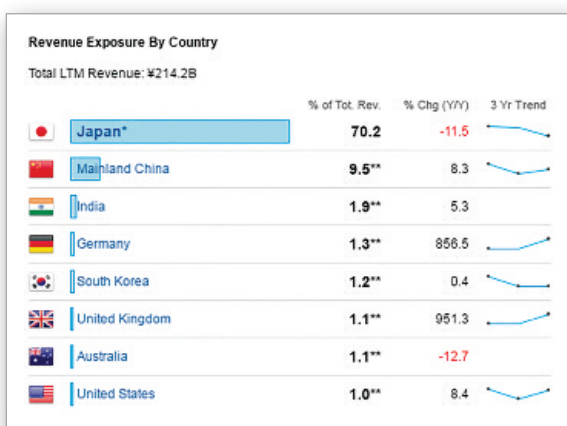 Revenue Exposure By Country
Total LTM Revenue: ¥214.2B
% of Tot. Rev. % Chg (Y/Y) 3 Yr Trend
Japan* 70.2 -11.5
Mainland China 9.5** 8.3
India 1.9** 5.3
Germany 1.3** 856.5
South Korea 1.2** 0.4
United Kingdom 1.1** 951.3
Australia 1.1** -12.7
United States 1.0** 8.4